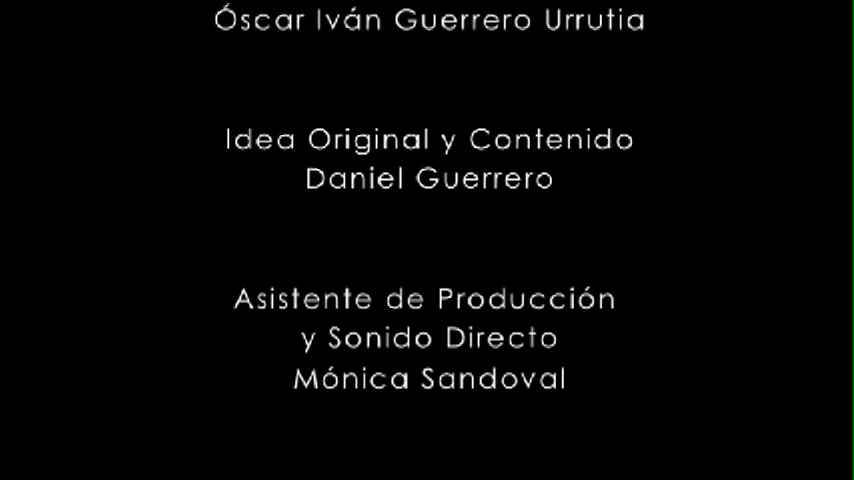 Óscar Iván Guerrero Urrutia
Idea Original y Contenido
Daniel Guerrero
Asistente de Producción
y Sonido Directo
Mónica Sandoval